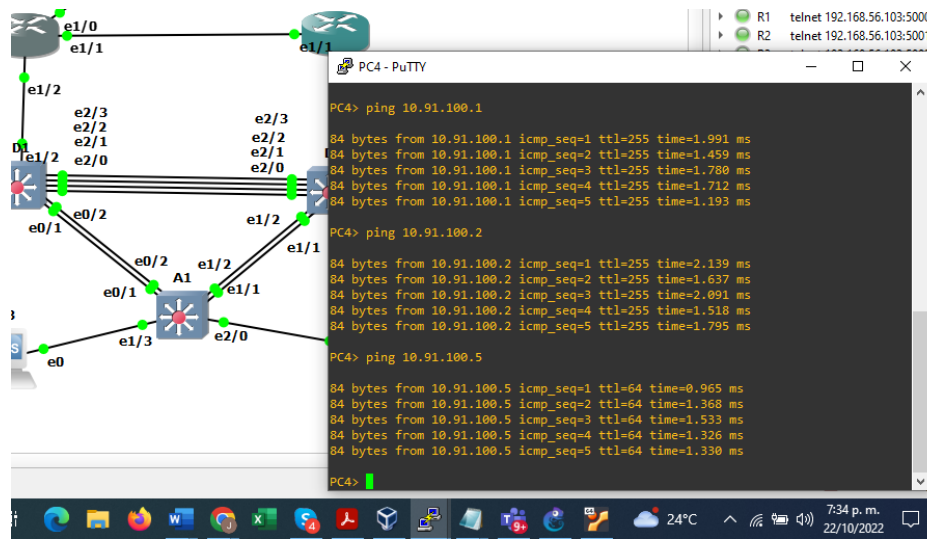 e1/0
e1/1
e1/1
e1/2
e2/3
e2/2
e2/1
e2/0
e2/3
e2/2
e2/1
e2/0
D1
e1/2
e0/1
e0/2
e1/2
e1/1
e0/2
e1/2
A1
e0/1
e1/1
e1/3
e2/0
S
e0
R1 telnet 192.168.56.103:5000
R2 telnet 192.168.56.103:5001
PC4 - PuTTY
PC4> ping 10.91.100.1
84 bytes from 10.91.100.1 icmp_seq=1 ttl=255 time=1.991 ms
84 bytes from 10.91.100.1 icmp_seq=2 ttl=255 time=1.459 ms
84 bytes from 10.91.100.1 icmp_seq=3 ttl=255 time=1.780 ms
84 bytes from 10.91.100.1 icmp_seq=4 ttl=255 time=1.712 ms
84 bytes from 10.91.100.1 icmp_seq=5 ttl=255 time=1.193 ms
PC4> ping 10.91.100.2
84 bytes from 10.91.100.2 icmp_seq=1 ttl=255 time=2.139 ms
84 bytes from 10.91.100.2 icmp_seq=2 ttl=255 time=1.637 ms
84 bytes from 10.91.100.2 icmp_seq=3 ttl=255 time=2.091 ms
84 bytes from 10.91.100.2 icmp_seq=4 ttl=255 time=1.518 ms
84 bytes from 10.91.100.2 icmp_seq=5 ttl=255 time=1.795 ms
PC4> ping 10.91.100.5
84 bytes from 10.91.100.5 icmp_seq=1 ttl=64 time=0.965 ms
84 bytes from 10.91.100.5 icmp_seq=2 ttl=64 time=1.368 ms
84 bytes from 10.91.100.5 icmp_seq=3 ttl=64 time=1.533 ms
84 bytes from 10.91.100.5 icmp_seq=4 ttl=64 time=1.326 ms
84 bytes from 10.91.100.5 icmp_seq=5 ttl=64 time=1.330 ms
PC4>
24°C
7:34 p. m.
22/10/2022